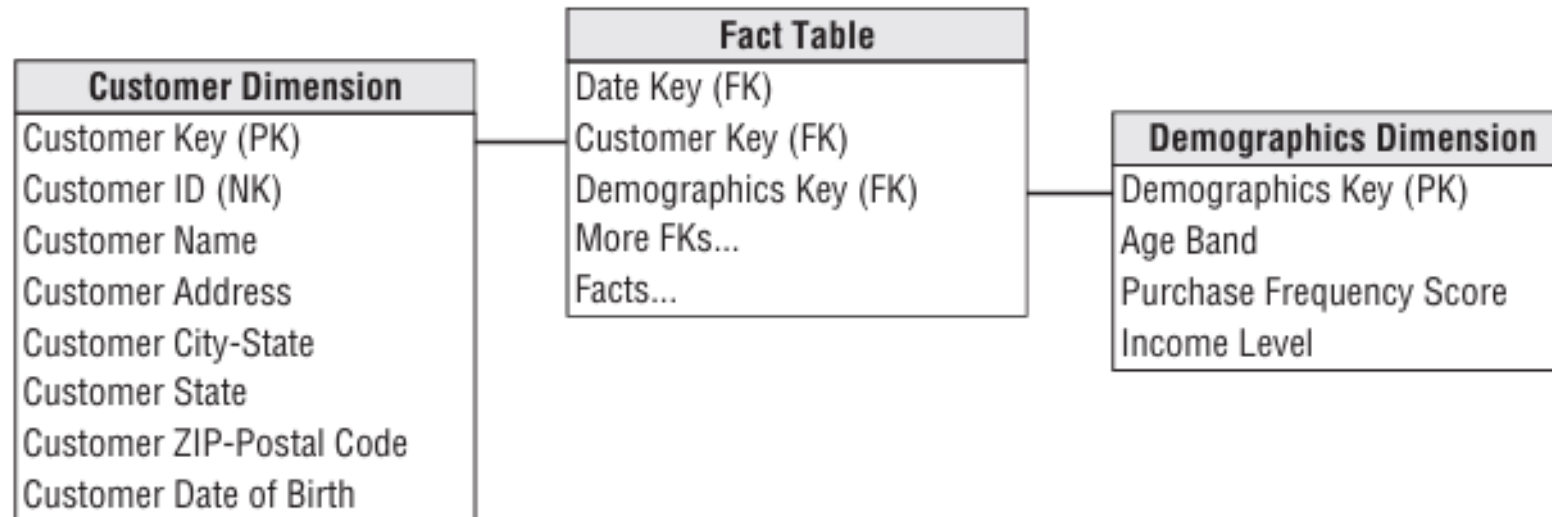 Customer Dimension
Customer Key (PK)
Customer ID (NK)
Customer Name
Customer Address
Customer City-State
Customer State
Customer ZIP-Postal Code
Customer Date of Birth
Fact Table
Date Key (FK)
Customer Key (FK)
Demographics Key (FK)
More FKs...
Facts...
Demographics Dimension
Demographics Key (PK)
Age Band
Purchase Frequency Score
Income Level